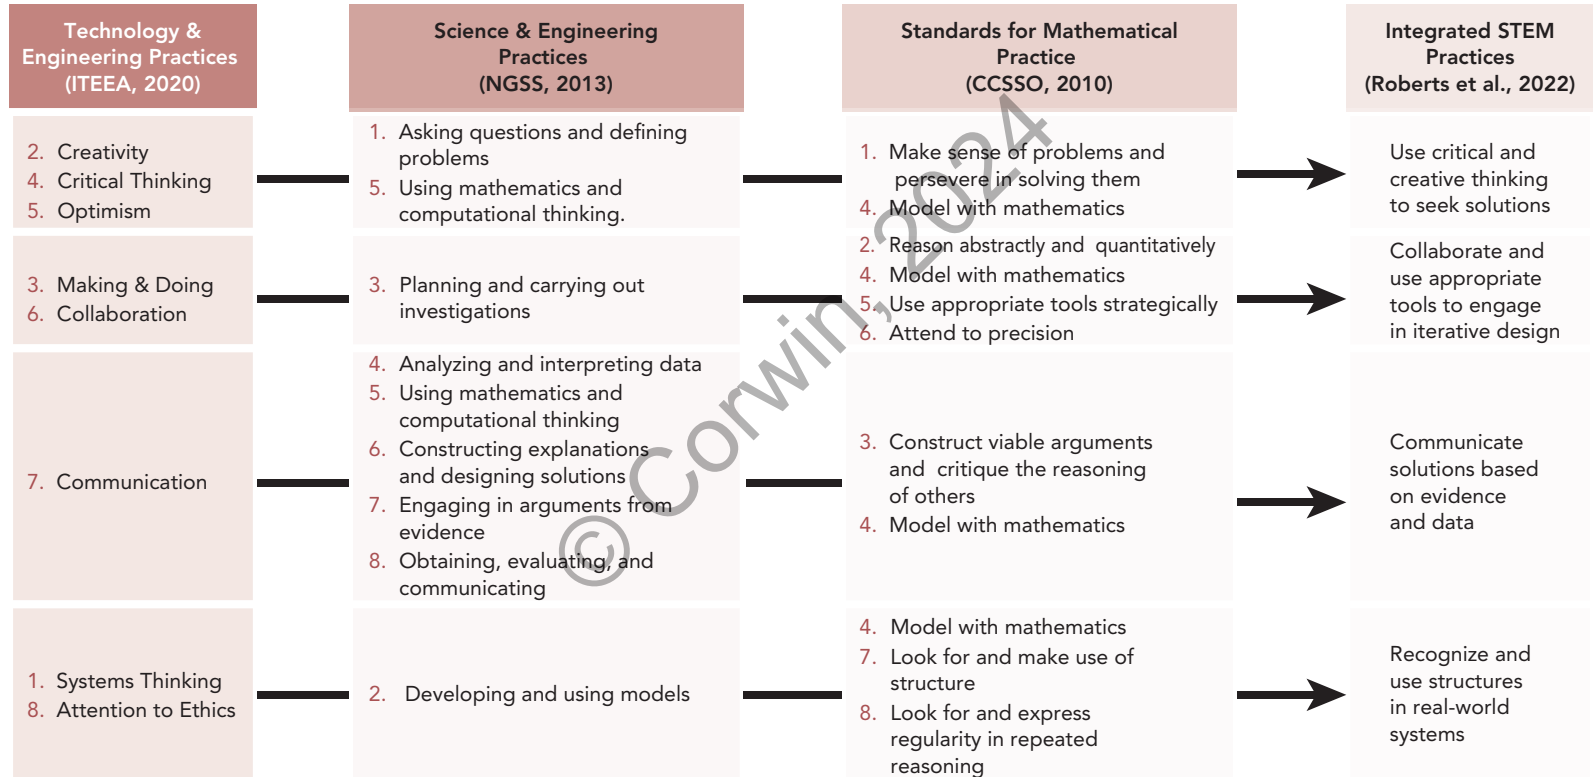 Technology &
Engineering Practices
(ITEEA, 2020)
Science & Engineering
Practices
(NGSS, 2013)
Standards for Mathematical
Practice
(CCSSO, 2010)
Integrated STEM
Practices
(Roberts et al., 2022)
2. Creativity
4. Critical Thinking
5. Optimism
1. Asking questions and defining
problems
5. Using mathematics and
computational thinking.
1. Make sense of problems and
persevere in solving them
4. Model with mathematics
Use critical and
creative thinking
to seek solutions
3. Making & Doing
6. Collaboration
3. Planning and carrying out
investigations
2. Reason abstractly and quantitatively
4. Model with mathematics
5. Use appropriate tools strategically
6. Attend to precision
Collaborate and
use appropriate
tools to engage
in iterative design
7. Communication
4. Analyzing and interpreting data
5. Using mathematics and
computational thinking
6. Constructing explanations
and designing solutions
7. Engaging in arguments from
evidence
8. Obtaining, evaluating, and
communicating
3. Construct viable arguments
and critique the reasoning
of others
4. Model with mathematics
Communicate
solutions based
on evidence
and data
1. Systems Thinking
8. Attention to Ethics
2. Developing and using models
4. Model with mathematics
7. Look for and make use of
structure
8. Look for and express
regularity in repeated
reasoning
Recognize and
use structures
in real-world
systems
© Corwin, 2024